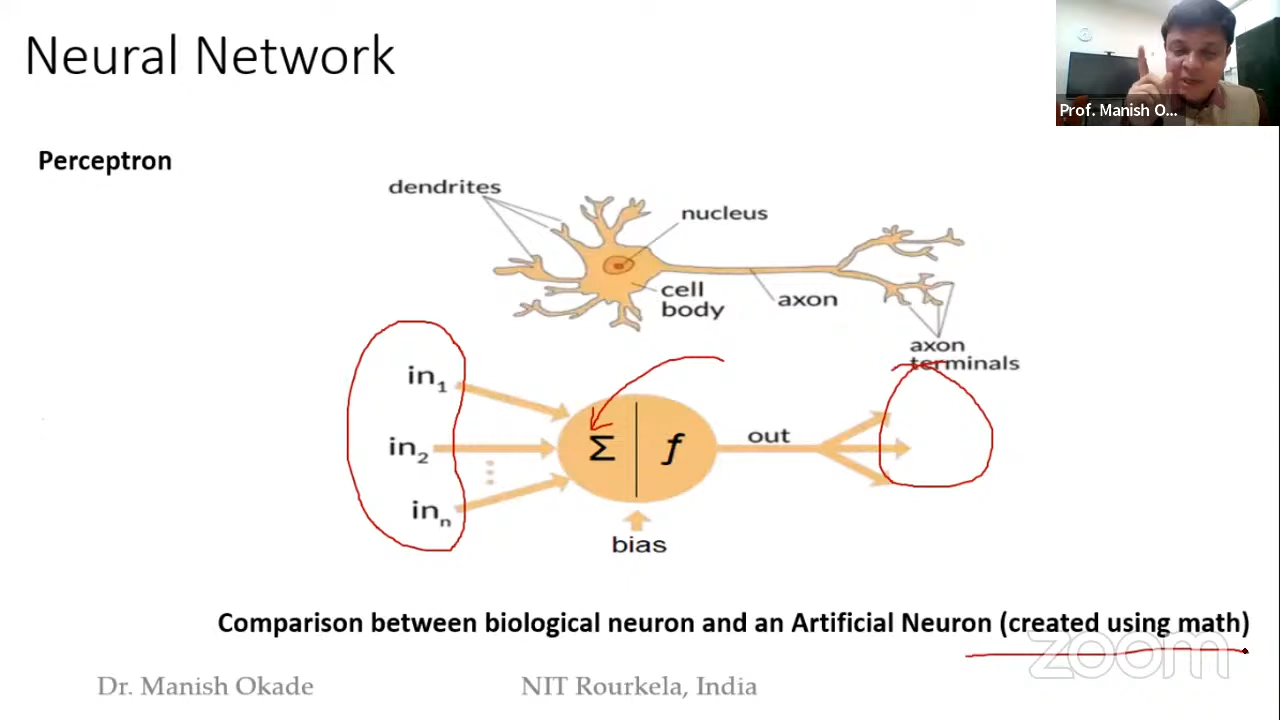 Neural Network
Prof. Manish O...
Perceptron
dendrites
nucleus
cell
body
axon
axon
terminals
in1
in2
inn
Σ
f
out
bias
Comparison between biological neuron and an Artificial Neuron (created using math)
zoom
Dr. Manish Okade
NIT Rourkela, India